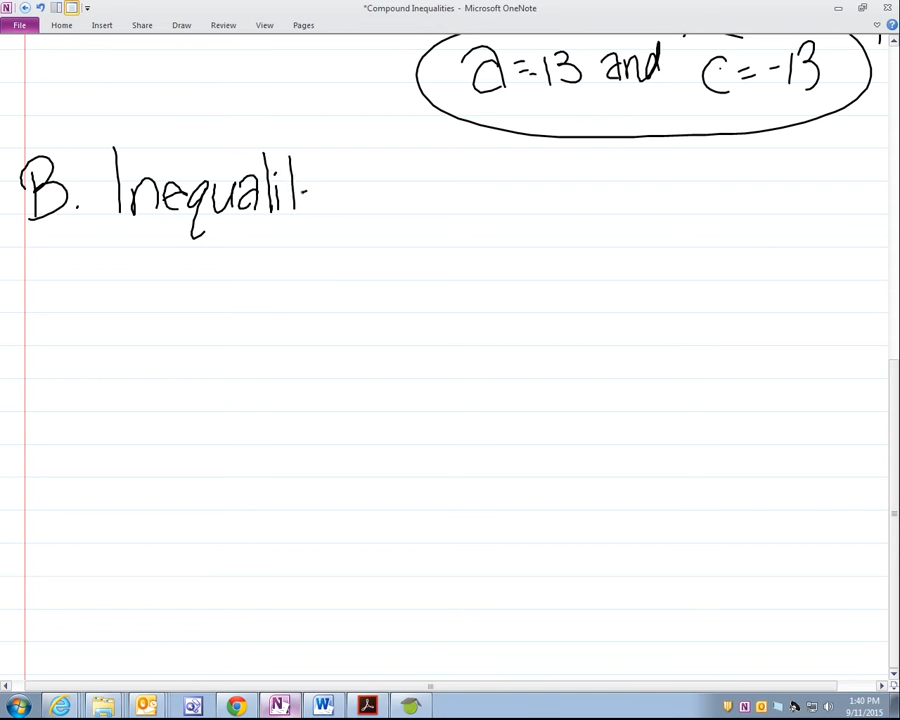 *Compound Inequalities - Microsoft OneNote
File Home Insert Share Draw Review View Pages
a = -13 and c = -13
B. Inequalit
1:40 PM
9/11/2015